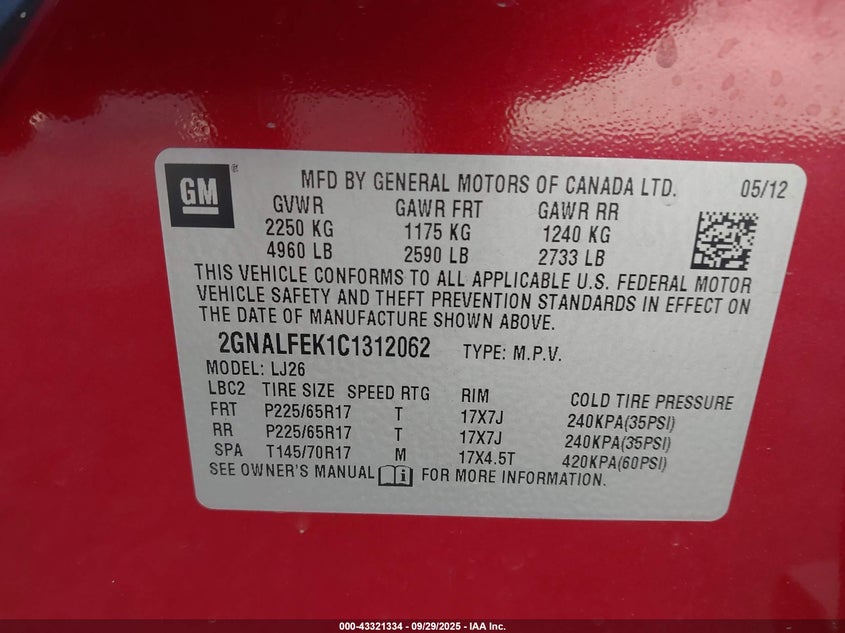 GM
MFD BY GENERAL MOTORS OF CANADA LTD. 05/12
GVWR GAWR FRT GAWR RR
2250 KG 1175 KG 1240 KG
4960 LB 2590 LB 2733 LB
THIS VEHICLE CONFORMS TO ALL APPLICABLE U.S. FEDERAL MOTOR
VEHICLE SAFETY AND THEFT PREVENTION STANDARDS IN EFFECT ON
THE DATE OF MANUFACTURE SHOWN ABOVE.
2GNALFEK1C1312062 TYPE: M.P.V.
MODEL: LJ26
LBC2 TIRE SIZE SPEED RTG RIM COLD TIRE PRESSURE
FRT P225/65R17 T 17X7J 240KPA(35PSI)
RR P225/65R17 T 17X7J 240KPA(35PSI)
SPA T145/70R17 M 17X4.5T 420KPA(60PSI)
SEE OWNER'S MANUAL FOR MORE INFORMATION.
000-43321334 - 09/29/2025 - IAA Inc.